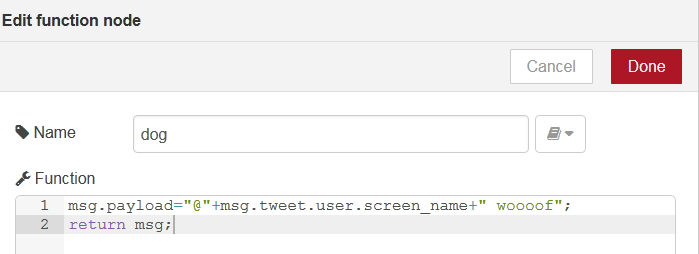 Edit function node
Cancel
Done
Name
dog
Function
1 msg.payload="@"+msg.tweet.user.screen_name+" woooof";
2 return msg;